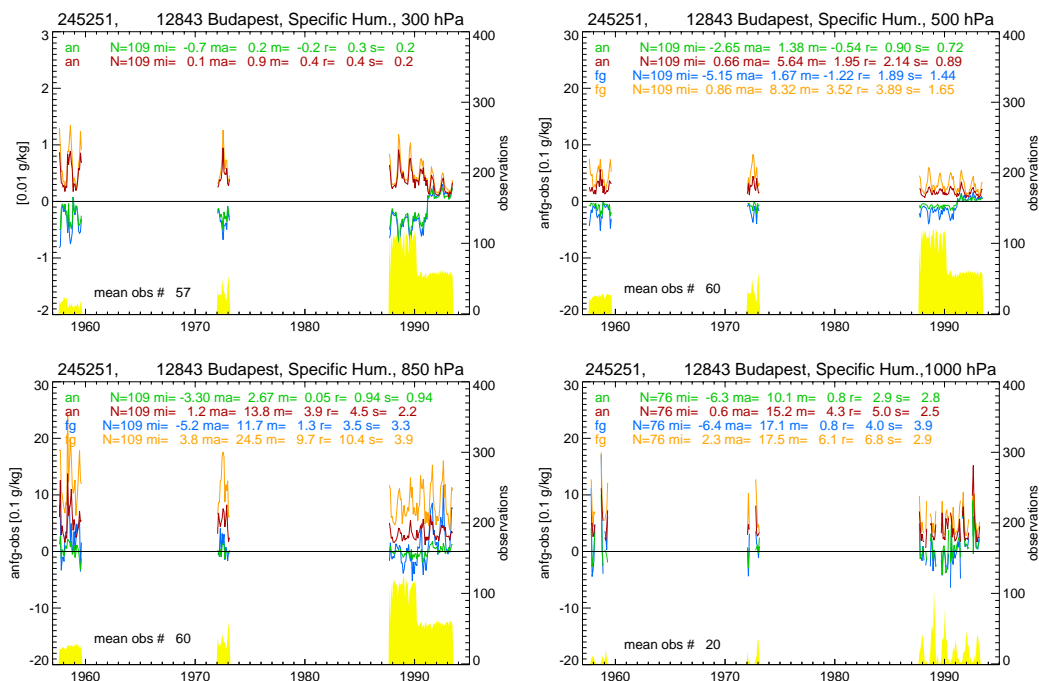 245251, 12843 Budapest, Specific Hum., 300 hPa
an N=109 mi= -0.7 ma= 0.2 m= -0.2 r= 0.3 s= 0.2
an N=109 mi= 0.1 ma= 0.9 m= 0.4 r= 0.4 s= 0.2
[0.01 g/kg]
3
2
1
0
-1
-2
400
300
200
100
0
observations
mean obs # 57
1960 1970 1980 1990
245251, 12843 Budapest, Specific Hum., 500 hPa
an N=109 mi= -2.65 ma= 1.38 m= -0.54 r= 0.90 s= 0.72
an N=109 mi= 0.66 ma= 5.64 m= 1.95 r= 2.14 s= 0.89
fg N=109 mi= -5.15 ma= 1.67 m= -1.22 r= 1.89 s= 1.44
fg N=109 mi= 0.86 ma= 8.32 m= 3.52 r= 3.89 s= 1.65
anfg-obs [0.1 g/kg]
30
20
10
0
-10
-20
400
300
200
100
0
observations
mean obs # 60
1960 1970 1980 1990
245251, 12843 Budapest, Specific Hum., 850 hPa
an N=109 mi= -3.30 ma= 2.67 m= 0.05 r= 0.94 s= 0.94
an N=109 mi= 1.2 ma= 13.8 m= 3.9 r= 4.5 s= 2.2
fg N=109 mi= -5.2 ma= 11.7 m= 1.3 r= 3.5 s= 3.3
fg N=109 mi= 3.8 ma= 24.5 m= 9.7 r= 10.4 s= 3.9
anfg-obs [0.1 g/kg]
30
20
10
0
-10
-20
400
300
200
100
0
observations
mean obs # 60
1960 1970 1980 1990
245251, 12843 Budapest, Specific Hum.,1000 hPa
an N=76 mi= -6.3 ma= 10.1 m= 0.8 r= 2.9 s= 2.8
an N=76 mi= 0.6 ma= 15.2 m= 4.3 r= 5.0 s= 2.5
fg N=76 mi= -6.4 ma= 17.1 m= 0.8 r= 4.0 s= 3.9
fg N=76 mi= 2.3 ma= 17.5 m= 6.1 r= 6.8 s= 2.9
anfg-obs [0.1 g/kg]
30
20
10
0
-10
-20
400
300
200
100
0
observations
mean obs # 20
1960 1970 1980 1990